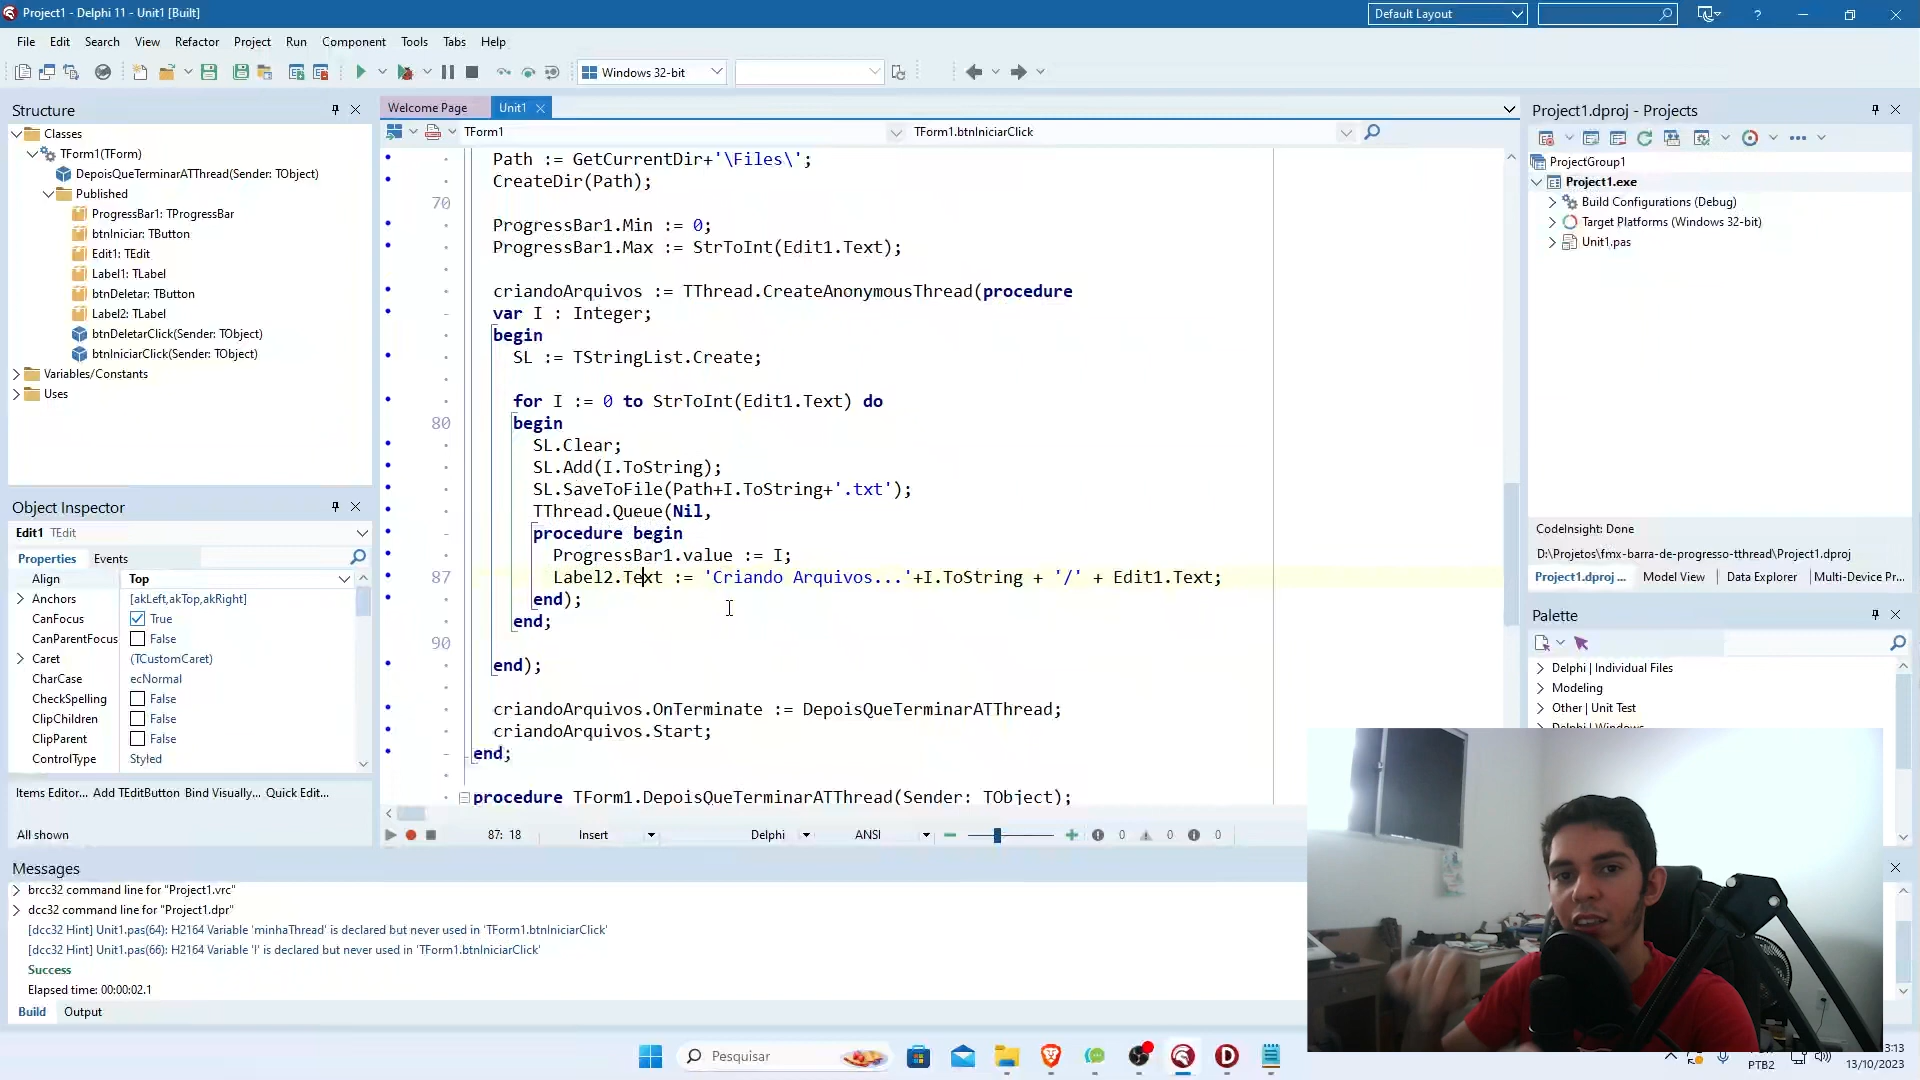 Project1 - Delphi 11 - Unit1 [Built]
Default Layout
File Edit Search View Refactor Project Run Component Tools Tabs Help
Windows 32-bit
Structure
Classes
TForm1(TForm)
DepoisQueTerminarATThread(Sender: TObject)
Published
ProgressBar1: TProgressBar
btnIniciar: TButton
Edit1: TEdit
Label1: TLabel
btnDeletar: TButton
Label2: TLabel
btnDeletarClick(Sender: TObject)
btnIniciarClick(Sender: TObject)
Variables/Constants
Uses
Object Inspector
Edit1 TEdit
Properties Events
Align Top
Anchors [akLeft,akTop,akRight]
CanFocus True
CanParentFocus False
Caret (TCustomCaret)
CharCase ecNormal
CheckSpelling False
ClipChildren False
ClipParent False
ControlType Styled
Items Editor... Add TEditButton Bind Visually... Quick Edit...
All shown
Welcome Page Unit1
TForm1 TForm1.btnIniciarClick
Path := GetCurrentDir+'\Files\';
CreateDir(Path);
70
ProgressBar1.Min := 0;
ProgressBar1.Max := StrToInt(Edit1.Text);
criandoArquivos := TThread.CreateAnonymousThread(procedure
var I : Integer;
begin
SL := TStringList.Create;
for I := 0 to StrToInt(Edit1.Text) do
80 begin
SL.Clear;
SL.Add(I.ToString);
SL.SaveToFile(Path+I.ToString+'.txt');
TThread.Queue(Nil,
procedure begin
ProgressBar1.value := I;
87 Label2.Text := 'Criando Arquivos...'+I.ToString + '/' + Edit1.Text;
end);
end;
90
end);
criandoArquivos.OnTerminate := DepoisQueTerminarATThread;
criandoArquivos.Start;
end;
procedure TForm1.DepoisQueTerminarATThread(Sender: TObject);
87: 18 Insert Delphi ANSI 0 0 0
Project1.dproj - Projects
ProjectGroup1
Project1.exe
Build Configurations (Debug)
Target Platforms (Windows 32-bit)
Unit1.pas
CodeInsight: Done
D:\Projetos\fmx-barra-de-progresso-tthread\Project1.dproj
Project1.dproj ... Model View Multi-Device Pr...
Palette
Delphi | Individual Files
Modeling
Other | Unit Test
Delphi | Windows
Messages
brcc32 command line for "Project1.vrc"
dcc32 command line for "Project1.dpr"
[dcc32 Hint] Unit1.pas(64): H2164 Variable 'minhaThread' is declared but never used in 'TForm1.btnIniciarClick'
[dcc32 Hint] Unit1.pas(66): H2164 Variable 'I' is declared but never used in 'TForm1.btnIniciarClick'
Success
Elapsed time: 00:00:02.1
Build Output
Pesquisar
PTB2
3:13
13/10/2023